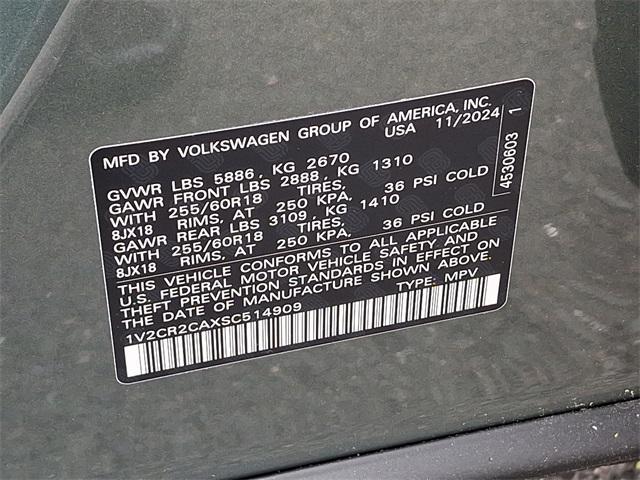 MFD BY VOLKSWAGEN GROUP OF AMERICA, INC.
USA 11/2024
GVWR LBS 5886, KG 2670
GAWR FRONT LBS 2888, KG 1310
WITH 255/60R18 TIRES, 36 PSI COLD
8JX18 RIMS, AT 250 KPA,
GAWR REAR LBS 3109, KG 1410
WITH 255/60R18 TIRES, 36 PSI COLD
8JX18 RIMS, AT 250 KPA,
THIS VEHICLE CONFORMS TO ALL APPLICABLE
U.S. FEDERAL MOTOR VEHICLE SAFETY AND
THEFT PREVENTION STANDARDS IN EFFECT ON
THE DATE OF MANUFACTURE SHOWN ABOVE.
1V2CR2CAXSC514909 TYPE: MPV
4530603 1